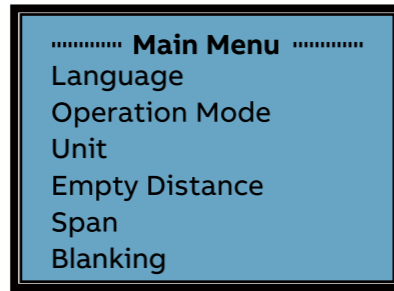 Main Menu
Language
Operation Mode
Unit
Empty Distance
Span
Blanking